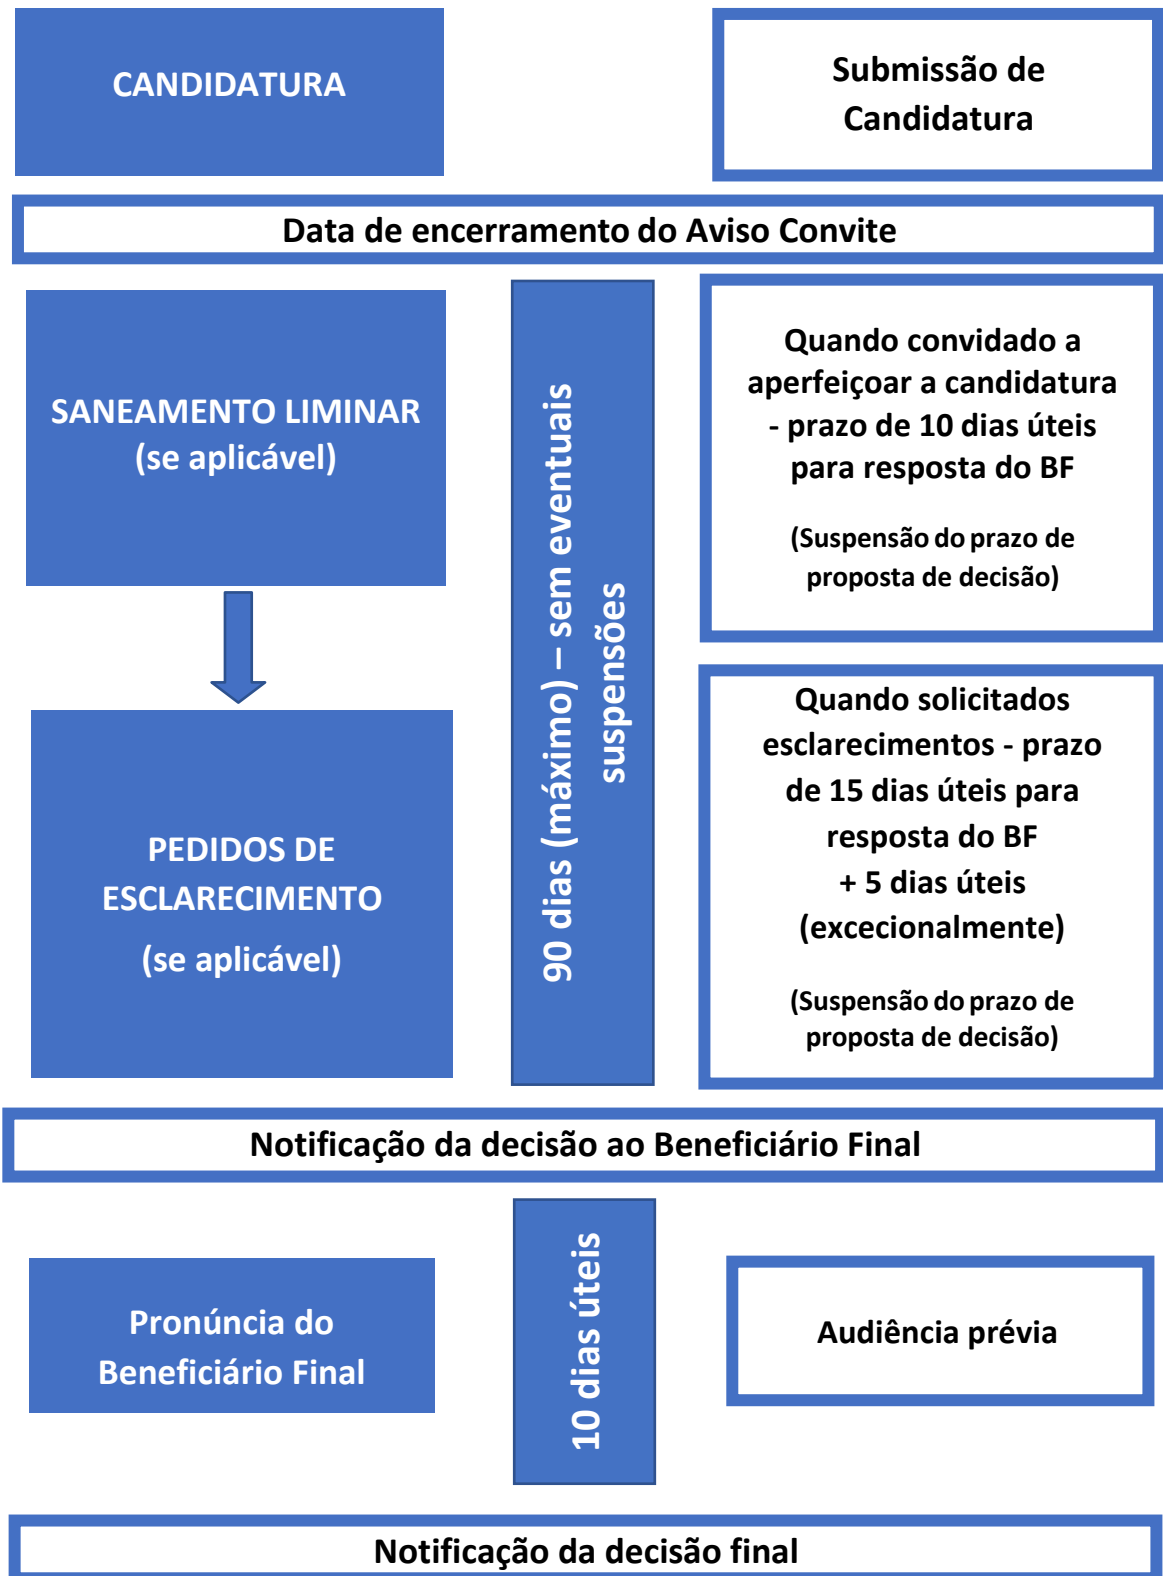 CANDIDATURA
Submissão de
Candidatura
Data de encerramento do Aviso Convite
SANEAMENTO LIMINAR
(se aplicável)
90 dias (máximo) – sem eventuais
suspensões
Quando convidado a
aperfeiçoar a candidatura
- prazo de 10 dias úteis
para resposta do BF
(Suspensão do prazo de
proposta de decisão)
PEDIDOS DE
ESCLARECIMENTO
(se aplicável)
Quando solicitados
esclarecimentos - prazo
de 15 dias úteis para
resposta do BF
+ 5 dias úteis
(excecionalmente)
(Suspensão do prazo de
proposta de decisão)
Notificação da decisão ao Beneficiário Final
Pronúncia do
Beneficiário Final
10 dias úteis
Audiência prévia
Notificação da decisão final